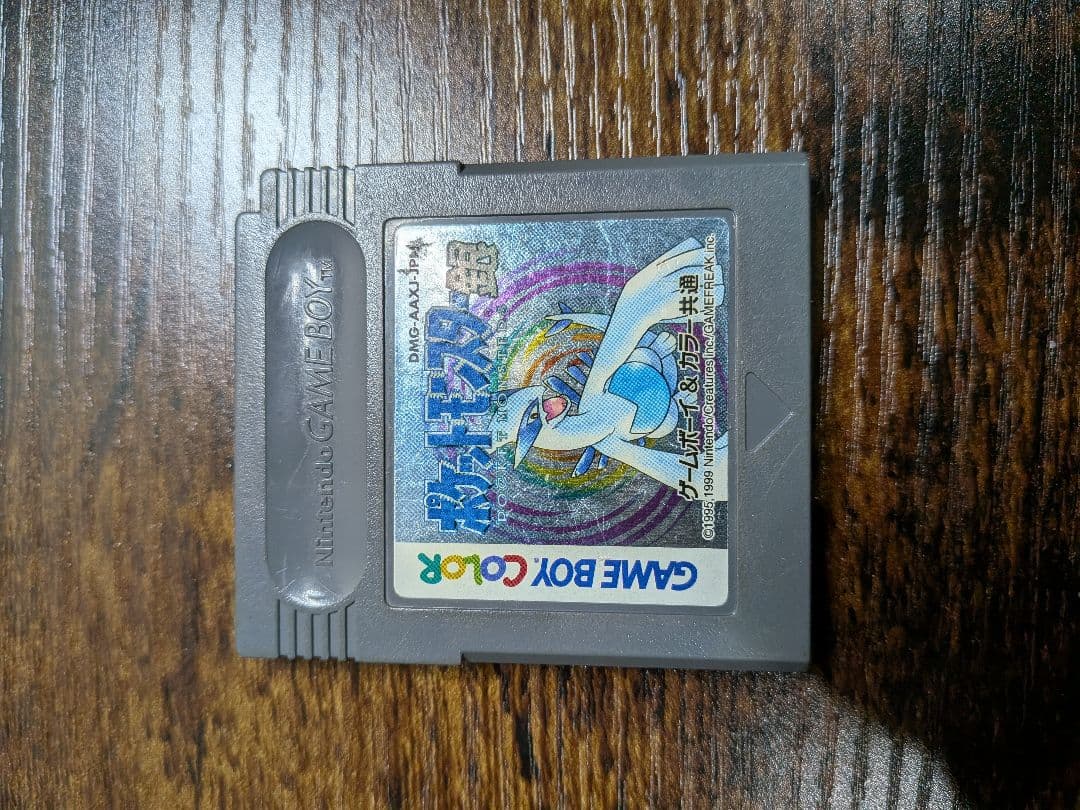 Nintendo GAME BOY™
DMG-AAXJ-JPN
ポケットモンスター 銀
POCKET MONSTERS
ゲームボーイ & カラー 共通
©1995,1999 Nintendo/Creatures inc./GAMEFREAK inc.
GAME BOY COLOR